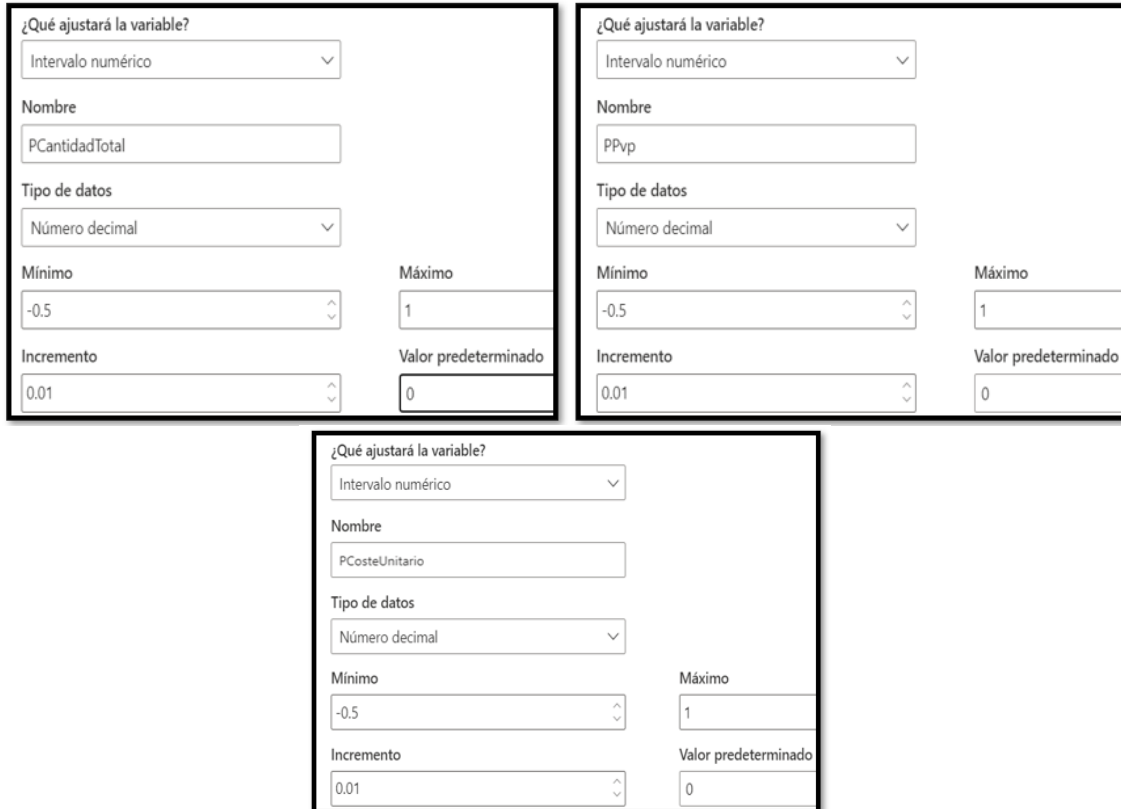 ¿Qué ajustará la variable?
Intervalo numérico
Nombre
PCantidadTotal
Tipo de datos
Número decimal
Mínimo Máximo
-0.5 1
Incremento Valor predeterminado
0.01 0
¿Qué ajustará la variable?
Intervalo numérico
Nombre
PPvp
Tipo de datos
Número decimal
Mínimo Máximo
-0.5 1
Incremento Valor predeterminado
0.01 0
¿Qué ajustará la variable?
Intervalo numérico
Nombre
PCosteUnitario
Tipo de datos
Número decimal
Mínimo Máximo
-0.5 1
Incremento Valor predeterminado
0.01 0